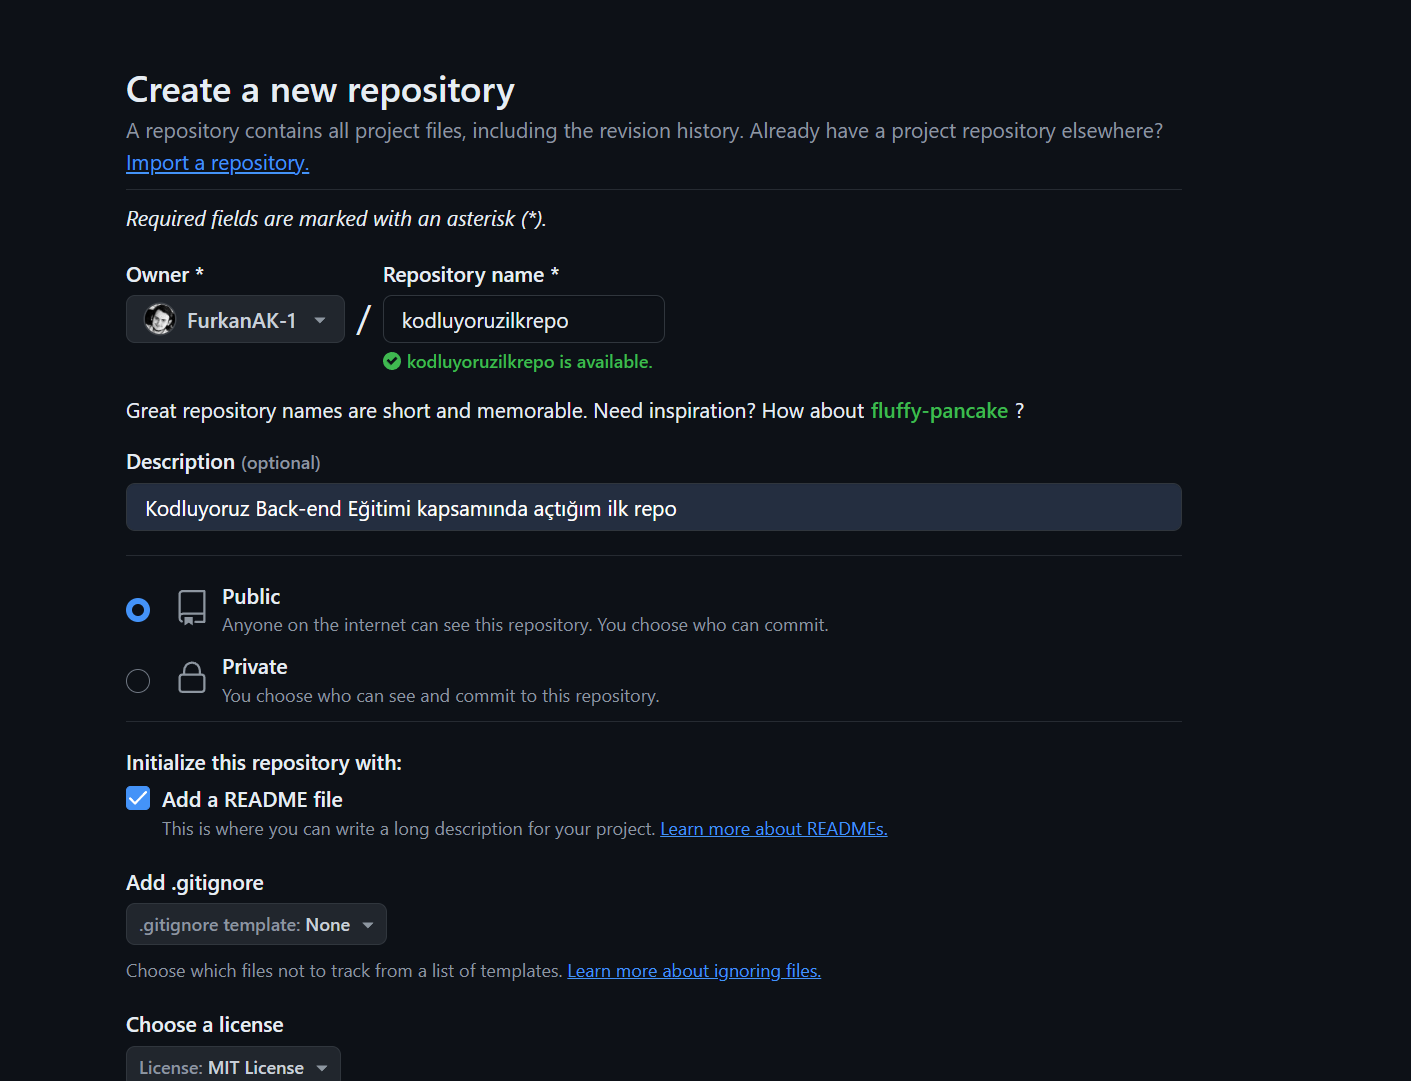 Create a new repository
A repository contains all project files, including the revision history. Already have a project repository elsewhere?
Import a repository.
Required fields are marked with an asterisk (*).
Owner * Repository name *
FurkanAK-1 / kodluyoruzilkrepo
kodluyoruzilkrepo is available.
Great repository names are short and memorable. Need inspiration? How about fluffy-pancake ?
Description (optional)
Kodluyoruz Back-end Eğitimi kapsamında açtığım ilk repo
Public
Anyone on the internet can see this repository. You choose who can commit.
Private
You choose who can see and commit to this repository.
Initialize this repository with:
Add a README file
This is where you can write a long description for your project. Learn more about READMEs.
Add .gitignore
.gitignore template: None
Choose which files not to track from a list of templates. Learn more about ignoring files.
Choose a license
License: MIT License